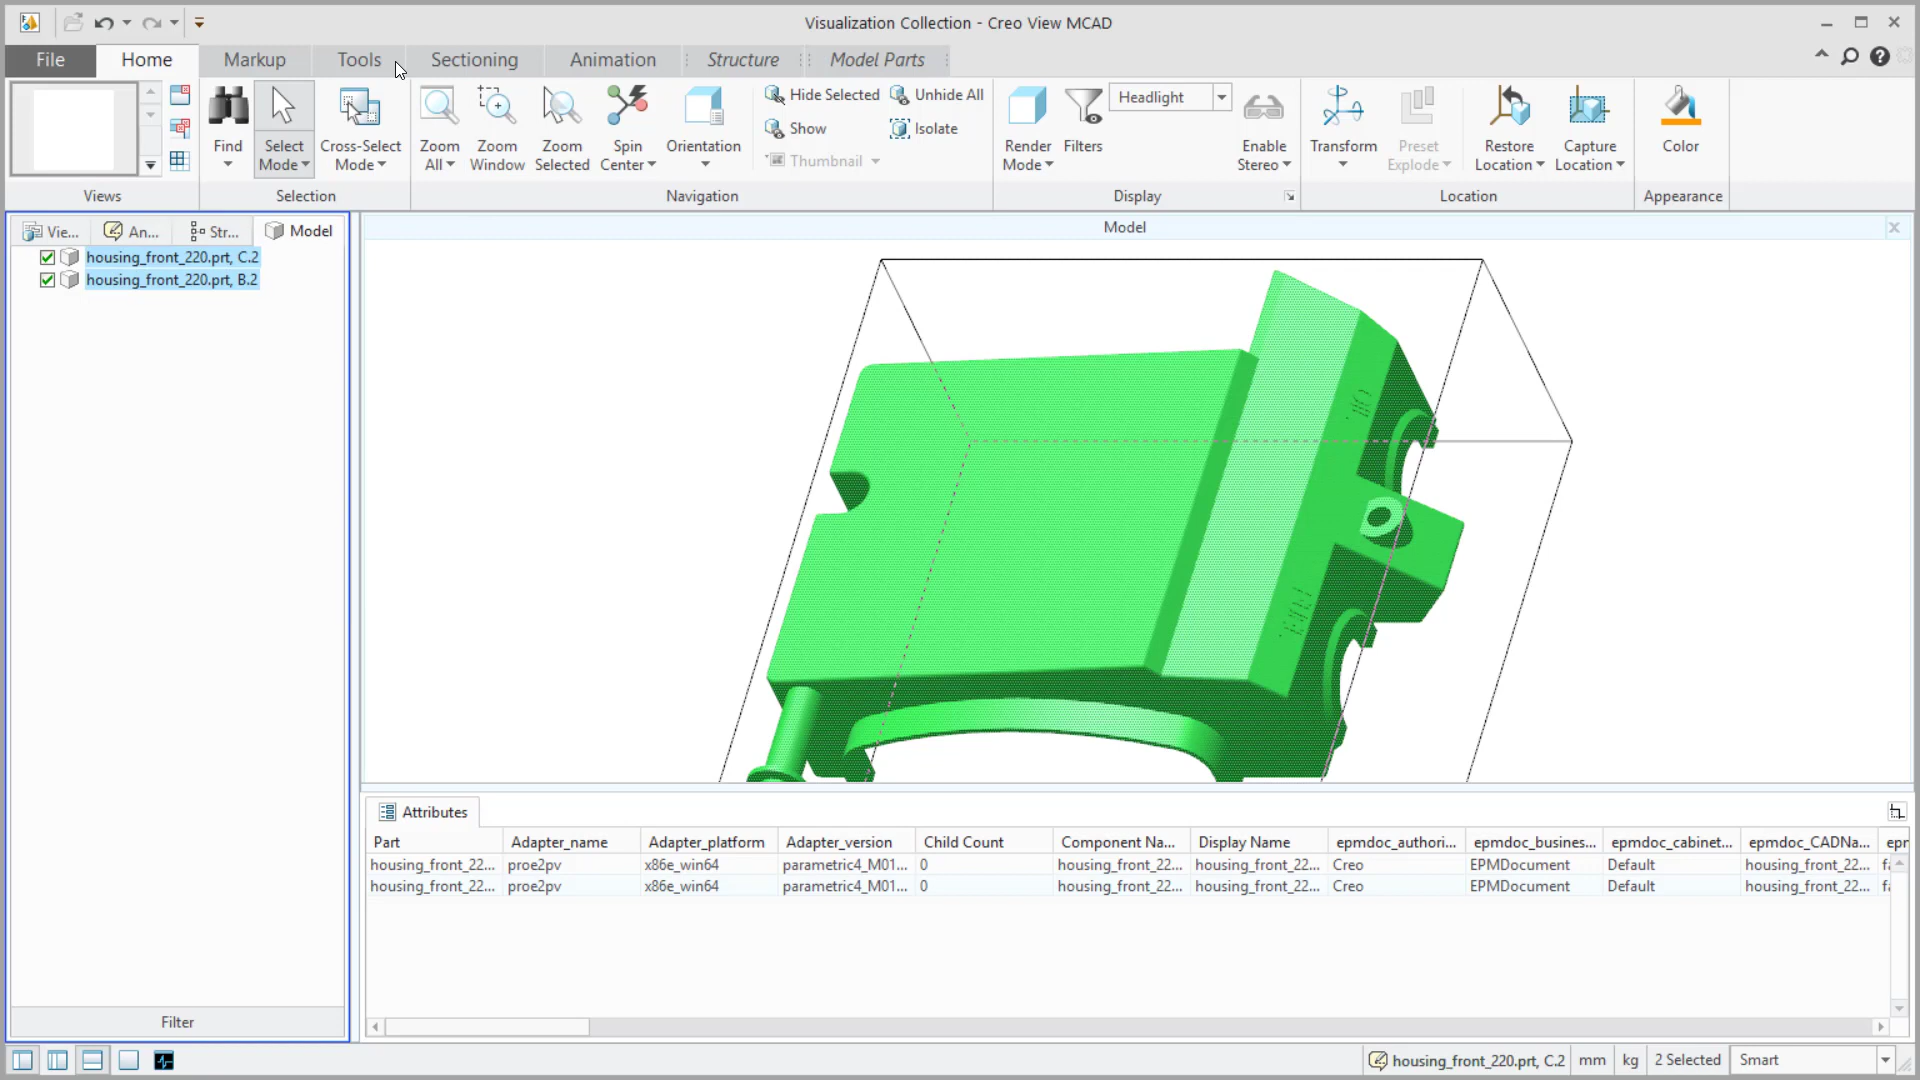 Visualization Collection - Creo View MCAD
File
Home
Markup
Tools
Sectioning
Animation
Structure
Model Parts
Find
Select Mode
Cross-Select Mode
Zoom All
Zoom Window
Zoom Selected
Spin Center
Orientation
Hide Selected
Unhide All
Show
Isolate
Thumbnail
Render Mode
Filters
Headlight
Enable Stereo
Transform
Preset Explode
Restore Location
Capture Location
Color
Views
Selection
Navigation
Display
Location
Appearance
Vie...
An...
Str...
Model
housing_front_220.prt, C.2
housing_front_220.prt, B.2
Model
Attributes
Part Adapter_name Adapter_platform Adapter_version Child Count Component Na... Display Name epmdoc_authori... epmdoc_busines... epmdoc_cabinet... epmdoc_CADNa...
housing_front_22... proe2pv x86e_win64 parametric4_M01... 0 housing_front_22... housing_front_22... Creo EPMDocument Default housing_front_22...
housing_front_22... proe2pv x86e_win64 parametric4_M01... 0 housing_front_22... housing_front_22... Creo EPMDocument Default housing_front_22...
Filter
housing_front_220.prt, C.2
mm
kg
2 Selected
Smart